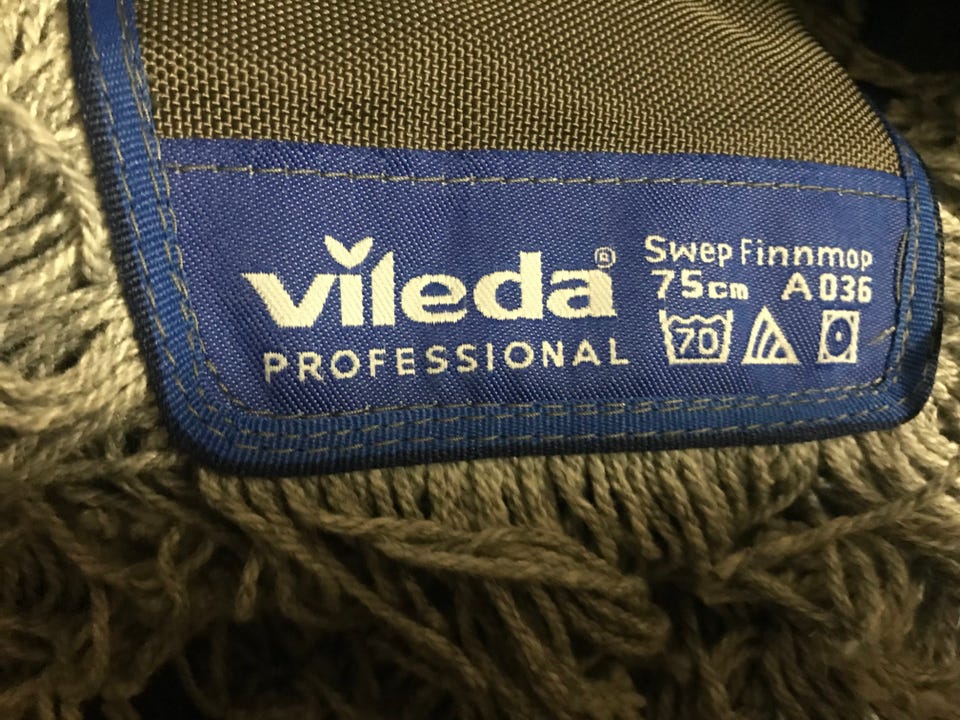 vileda®
PROFESSIONAL
Swep Finnmop
75cm A036
70